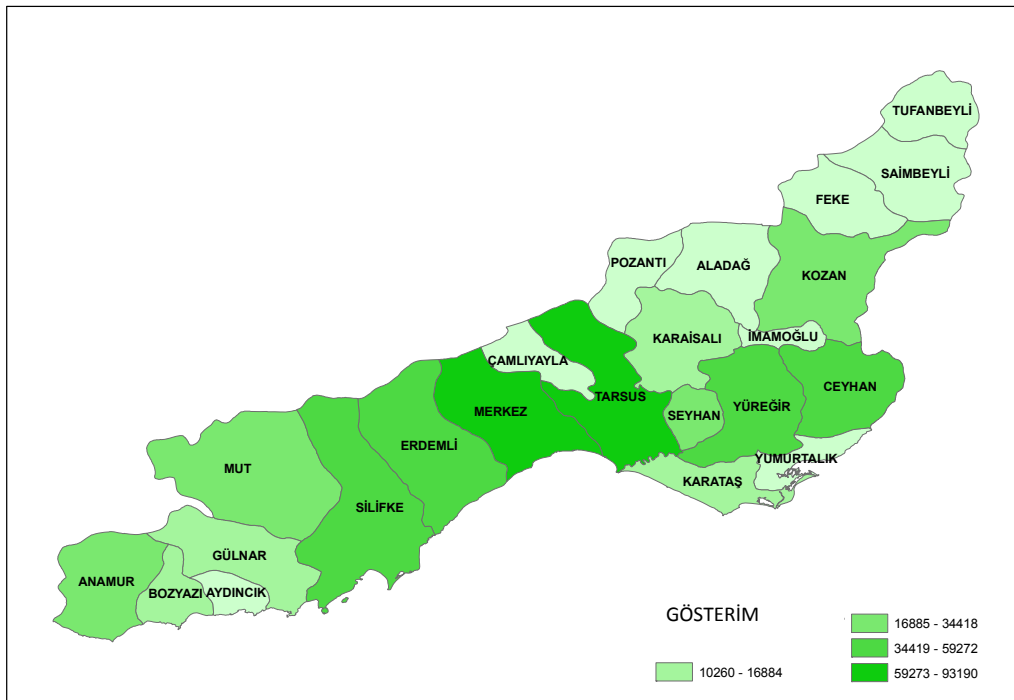 TUFANBEYLİ
SAİMBEYLİ
FEKE
POZANTI
ALADAĞ
KOZAN
KARAİSALI
İMAMOĞLU
ÇAMLIYAYLA
CEYHAN
TARSUS
YÜREĞİR
MERKEZ
SEYHAN
ERDEMLİ
YUMURTALIK
MUT
KARATAŞ
SİLİFKE
GÜLNAR
ANAMUR
BOZYAZI
AYDINCIK
GÖSTERİM
16885 - 34418
34419 - 59272
10260 - 16884
59273 - 93190